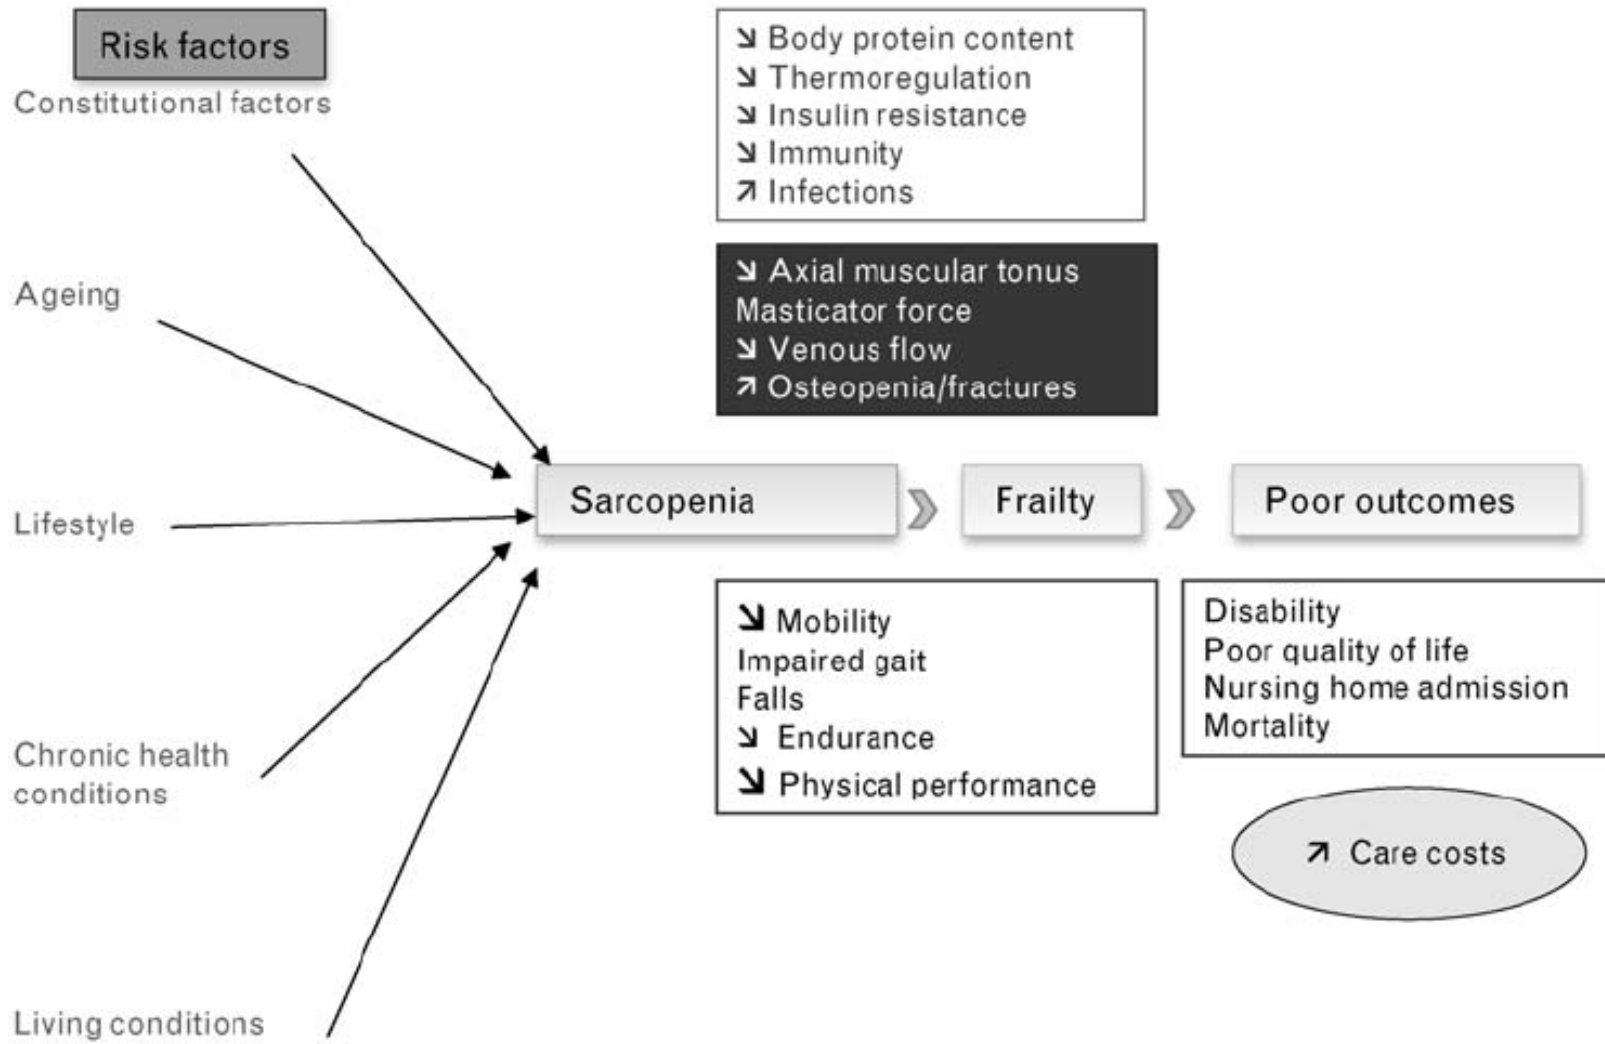 Risk factors
Constitutional factors
Ageing
Lifestyle
Chronic health
conditions
Living conditions
↘ Body protein content
↘ Thermoregulation
↘ Insulin resistance
↘ Immunity
↗ Infections
↘ Axial muscular tonus
Masticator force
↘ Venous flow
↗ Osteopenia/fractures
Sarcopenia
Frailty
Poor outcomes
↘ Mobility
Impaired gait
Falls
↘ Endurance
↘ Physical performance
Disability
Poor quality of life
Nursing home admission
Mortality
↗ Care costs